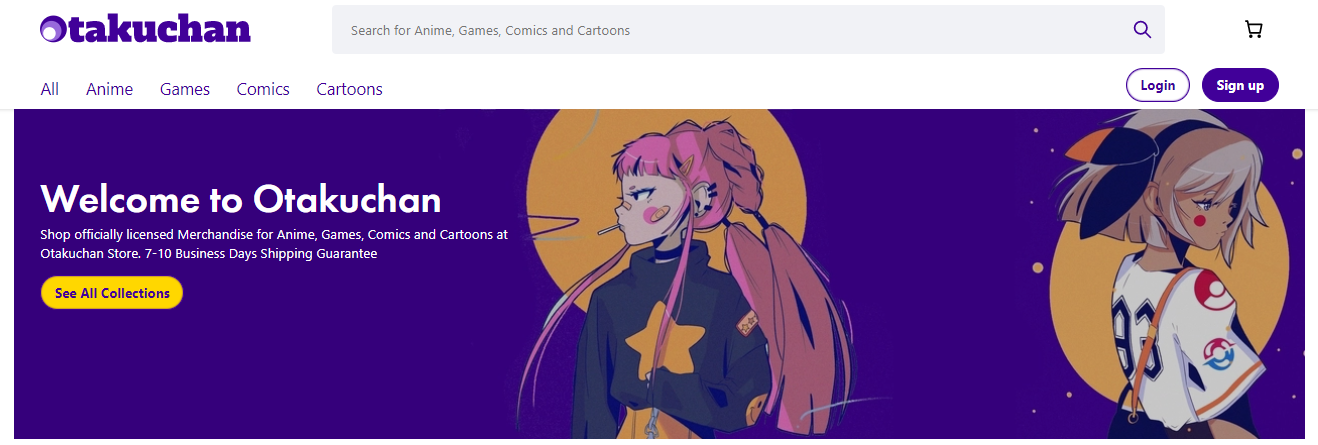 Otakuchan
Search for Anime, Games, Comics and Cartoons
All Anime Games Comics Cartoons
Login Sign up
Welcome to Otakuchan
Shop officially licensed Merchandise for Anime, Games, Comics and Cartoons at
Otakuchan Store. 7-10 Business Days Shipping Guarantee
See All Collections